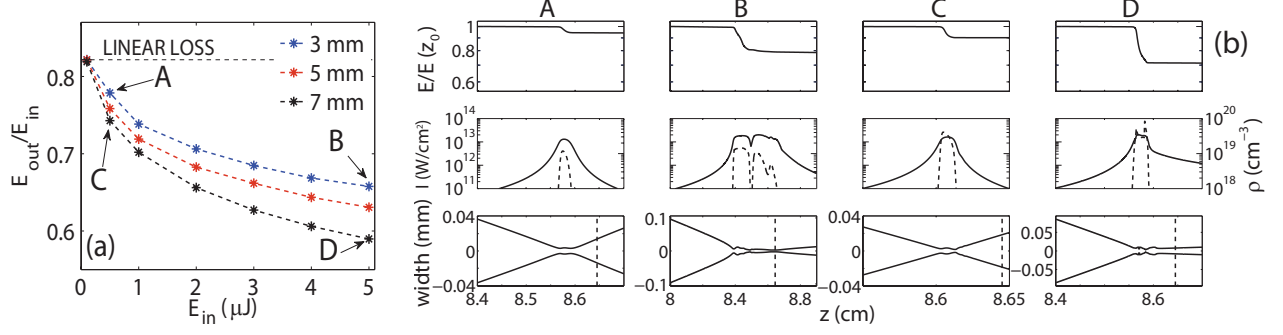 (a)
LINEAR LOSS
3 mm
5 mm
7 mm
A
B
C
D
0.8
0.7
0.6
0 1 2 3 4 5
E_out/E_in
E_in (μJ)
A B C D
(b)
E/E (z_0)
1
0.8
0.6
I (W/cm²)
10^14
10^13
10^12
10^11
10^20
10^19
10^18
ρ (cm^-3)
width (mm)
0.04
0
−0.04
0.1
0
−0.1
0.04
0
−0.04
0.05
0
−0.05
8.4 8.6
8 8.4 8.8
8.6 8.65
8.4 8.6
z (cm)